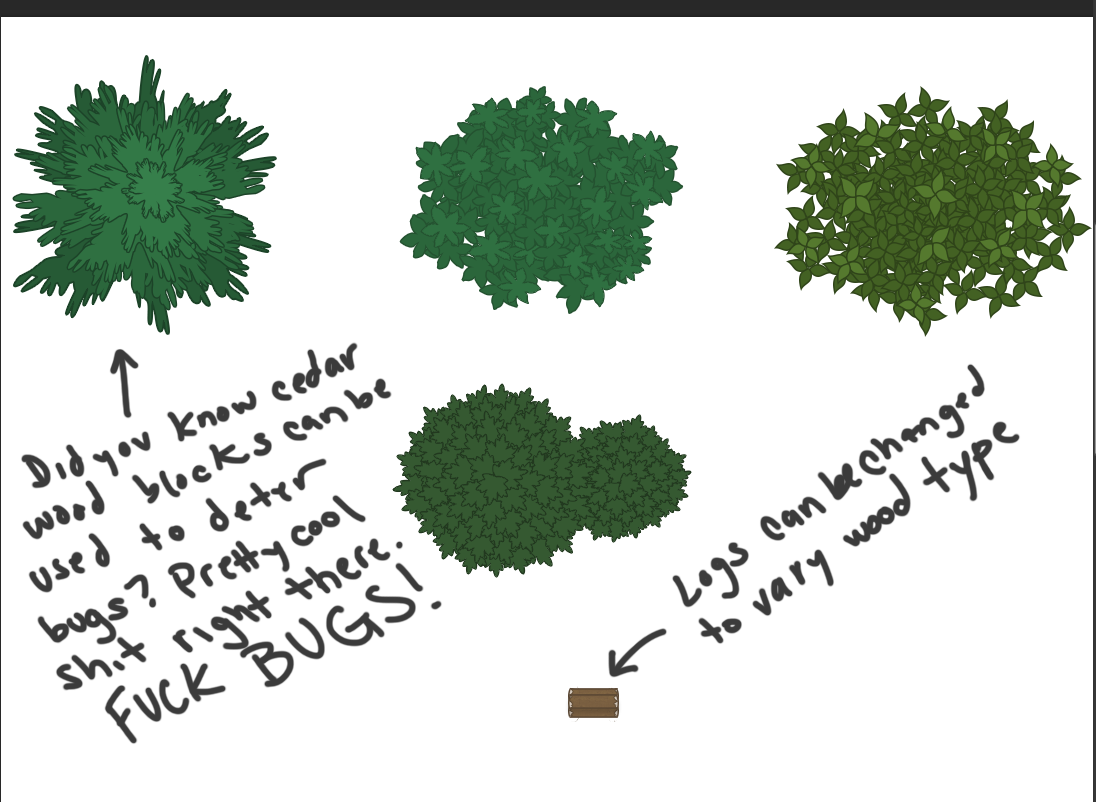 Did you know cedar
wood blocks can be
used to deter
bugs? Pretty cool
shit right there.
FUCK BUGS!
Logs can be changed
to vary wood type